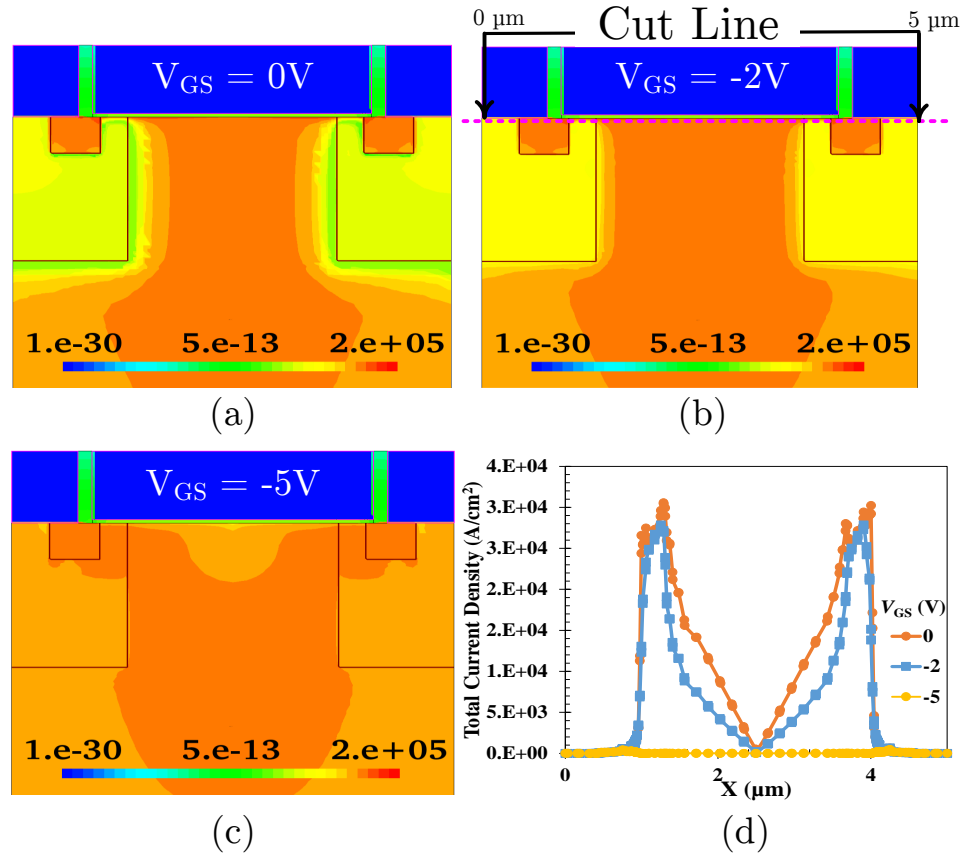 0 µm
Cut Line
5 µm
V_GS = 0V
V_GS = -2V
1.e-30 5.e-13 2.e+05
1.e-30 5.e-13 2.e+05
(a)
(b)
V_GS = -5V
1.e-30 5.e-13 2.e+05
(c)
Total Current Density (A/cm²)
4.E+04
3.E+04
3.E+04
2.E+04
2.E+04
1.E+04
5.E+03
0.E+00
V_GS (V)
0
-2
-5
0 2 4
X (µm)
(d)